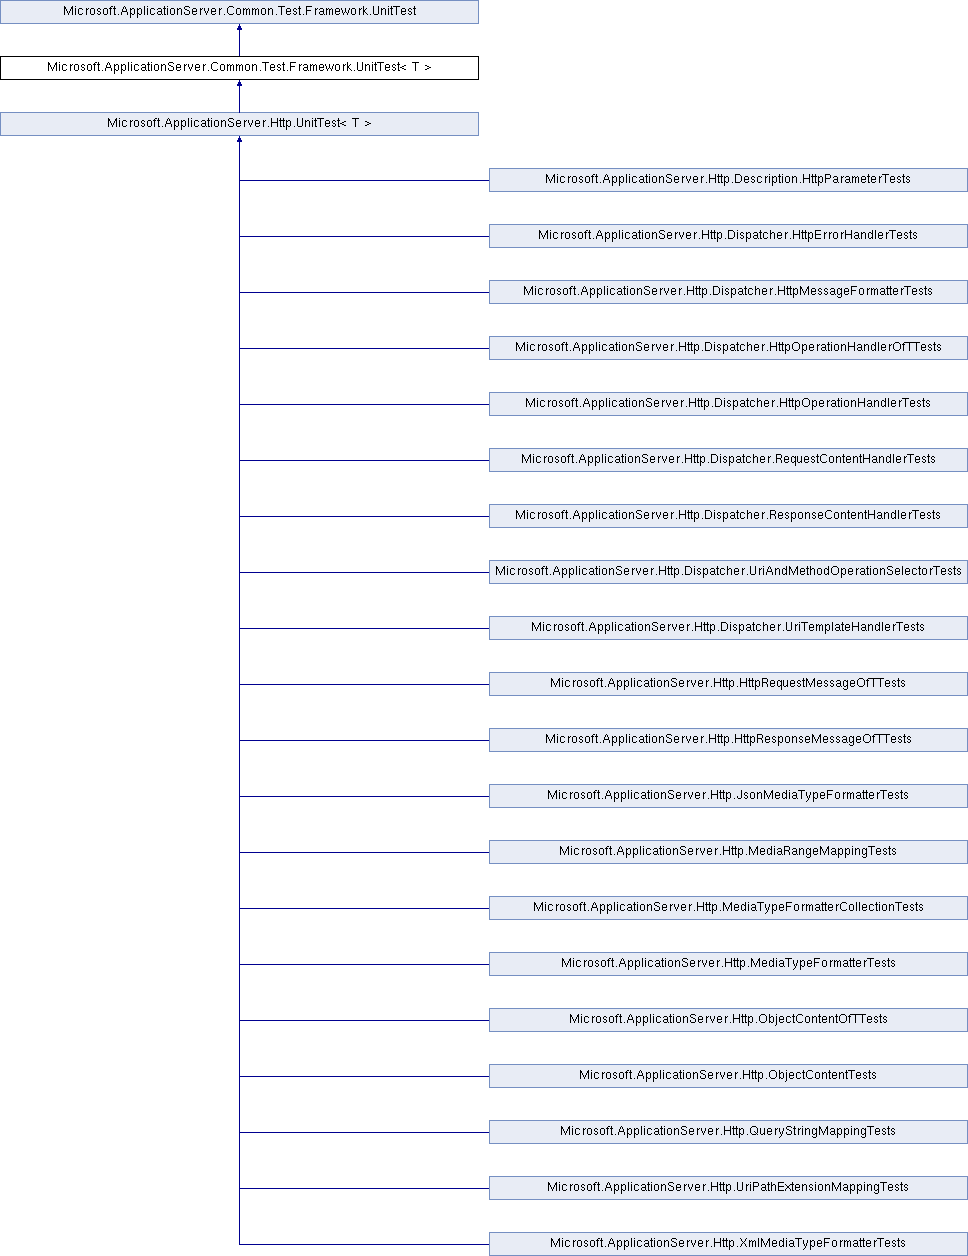 Microsoft.ApplicationServer.Common.Test.Framework.UnitTest
Microsoft.ApplicationServer.Common.Test.Framework.UnitTest< T >
Microsoft.ApplicationServer.Http.UnitTest< T >
Microsoft.ApplicationServer.Http.Description.HttpParameterTests
Microsoft.ApplicationServer.Http.Dispatcher.HttpErrorHandlerTests
Microsoft.ApplicationServer.Http.Dispatcher.HttpMessageFormatterTests
Microsoft.ApplicationServer.Http.Dispatcher.HttpOperationHandlerOfTTests
Microsoft.ApplicationServer.Http.Dispatcher.HttpOperationHandlerTests
Microsoft.ApplicationServer.Http.Dispatcher.RequestContentHandlerTests
Microsoft.ApplicationServer.Http.Dispatcher.ResponseContentHandlerTests
Microsoft.ApplicationServer.Http.Dispatcher.UriAndMethodOperationSelectorTests
Microsoft.ApplicationServer.Http.Dispatcher.UriTemplateHandlerTests
Microsoft.ApplicationServer.Http.HttpRequestMessageOfTTests
Microsoft.ApplicationServer.Http.HttpResponseMessageOfTTests
Microsoft.ApplicationServer.Http.JsonMediaTypeFormatterTests
Microsoft.ApplicationServer.Http.MediaRangeMappingTests
Microsoft.ApplicationServer.Http.MediaTypeFormatterCollectionTests
Microsoft.ApplicationServer.Http.MediaTypeFormatterTests
Microsoft.ApplicationServer.Http.ObjectContentOfTTests
Microsoft.ApplicationServer.Http.ObjectContentTests
Microsoft.ApplicationServer.Http.QueryStringMappingTests
Microsoft.ApplicationServer.Http.UriPathExtensionMappingTests
Microsoft.ApplicationServer.Http.XmlMediaTypeFormatterTests